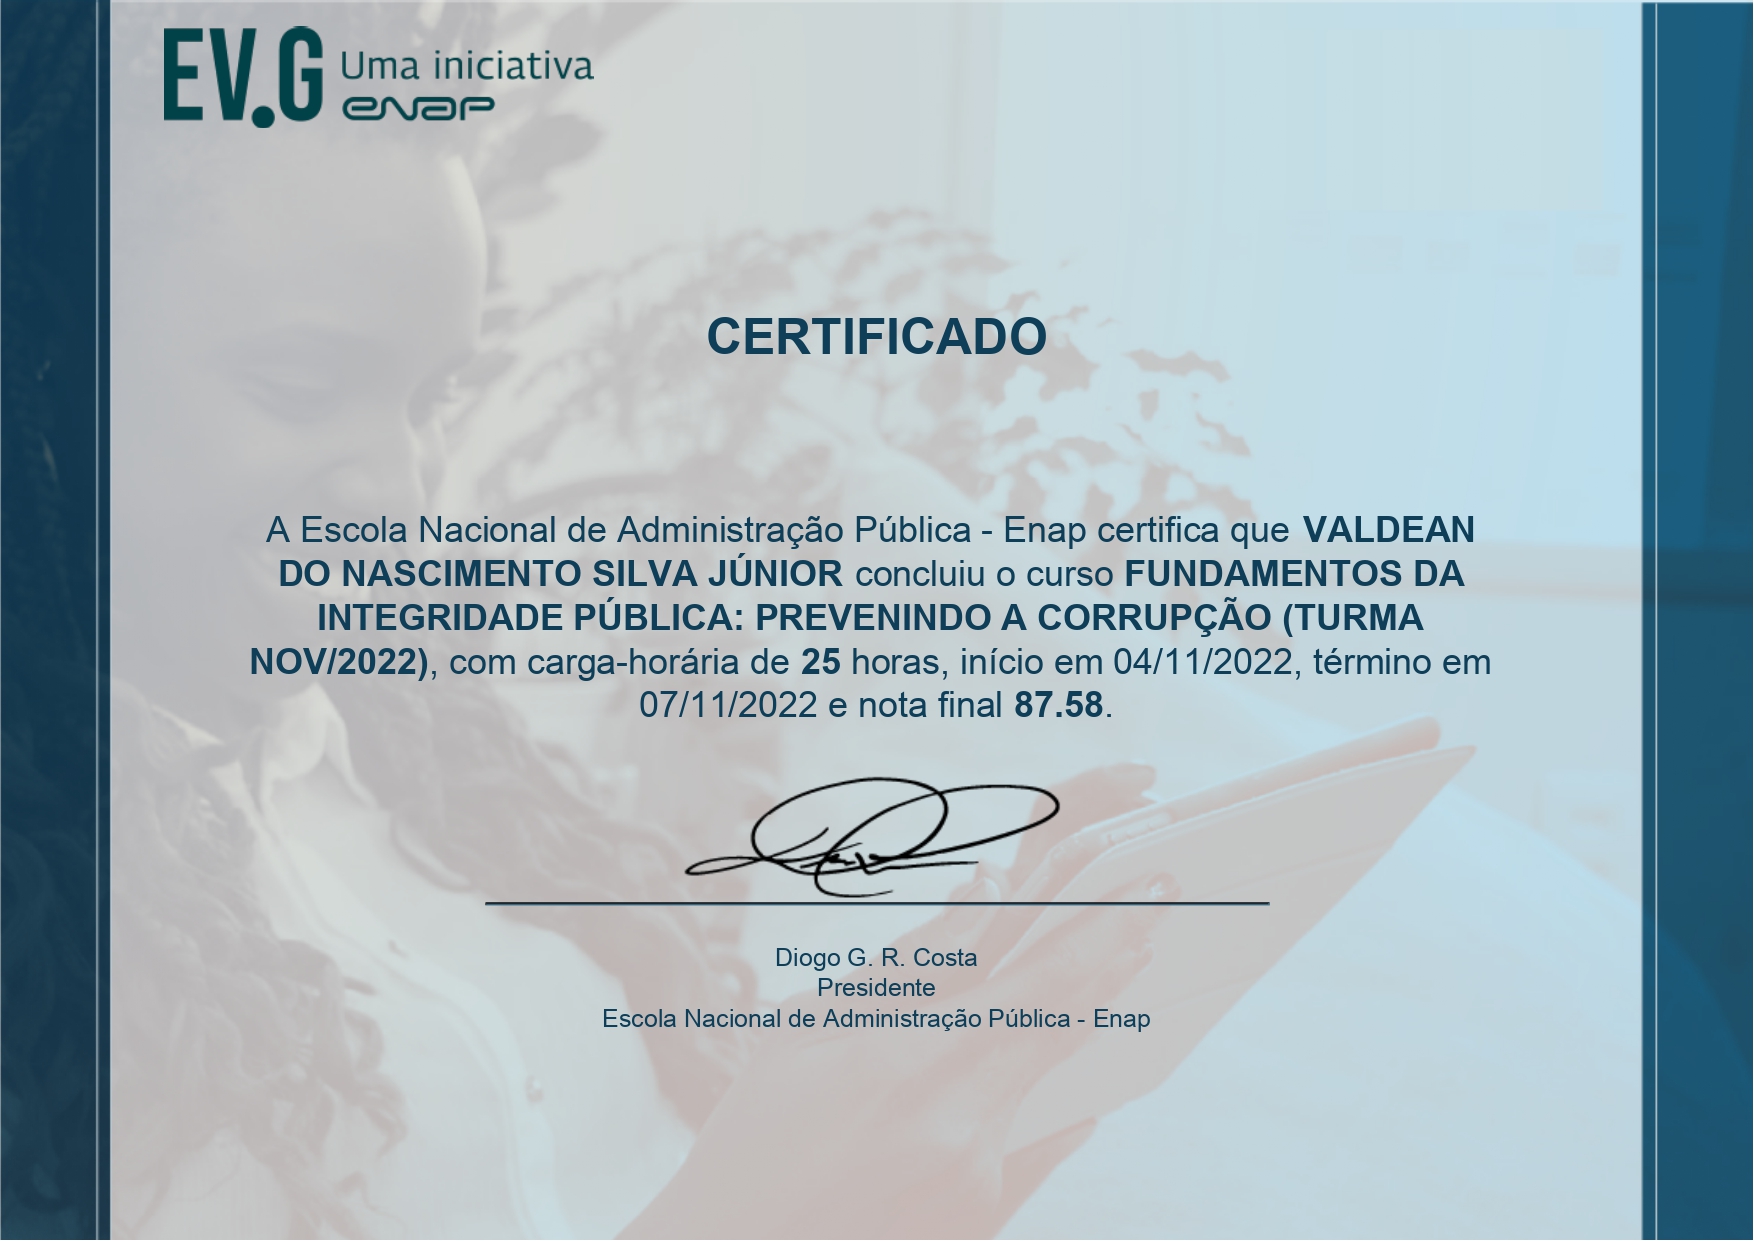 EV.G Uma iniciativa
enap
CERTIFICADO
A Escola Nacional de Administração Pública - Enap certifica que VALDEAN
DO NASCIMENTO SILVA JÚNIOR concluiu o curso FUNDAMENTOS DA
INTEGRIDADE PÚBLICA: PREVENINDO A CORRUPÇÃO (TURMA
NOV/2022), com carga-horária de 25 horas, início em 04/11/2022, término em
07/11/2022 e nota final 87.58.
Diogo G. R. Costa
Presidente
Escola Nacional de Administração Pública - Enap